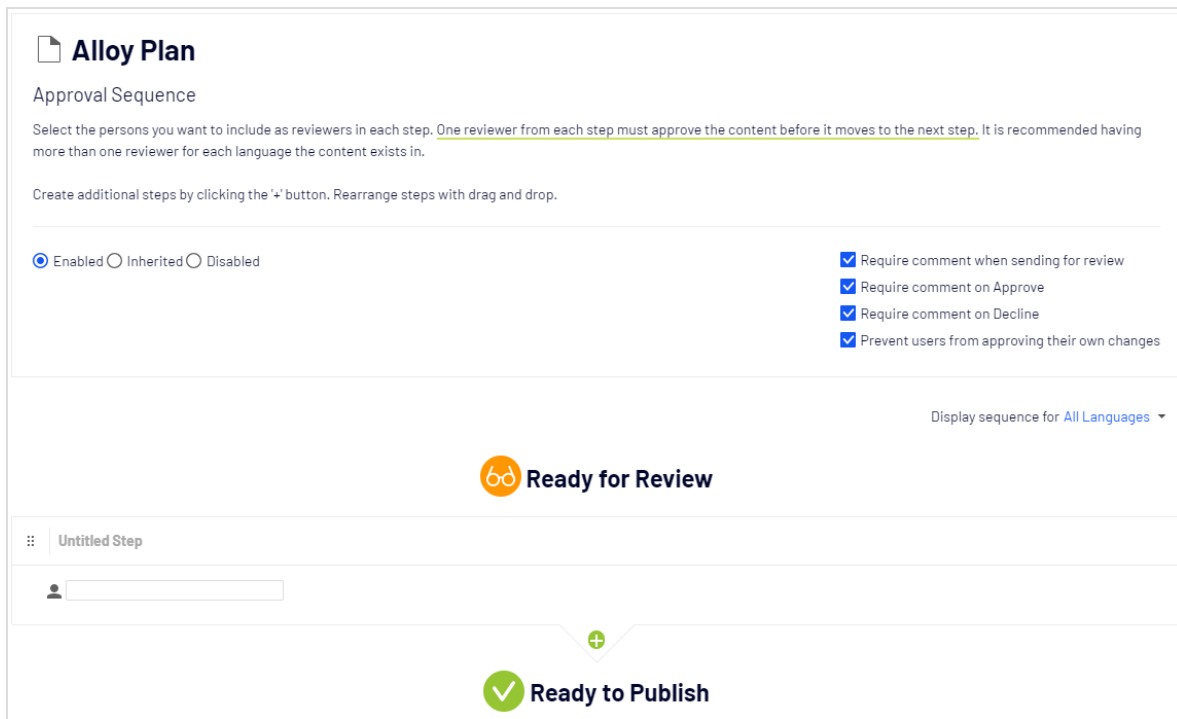 Alloy Plan
Approval Sequence
Select the persons you want to include as reviewers in each step. One reviewer from each step must approve the content before it moves to the next step. It is recommended having
more than one reviewer for each language the content exists in.
Create additional steps by clicking the '+' button. Rearrange steps with drag and drop.
Enabled Inherited Disabled
Require comment when sending for review
Require comment on Approve
Require comment on Decline
Prevent users from approving their own changes
Display sequence for All Languages
Ready for Review
Untitled Step
Ready to Publish